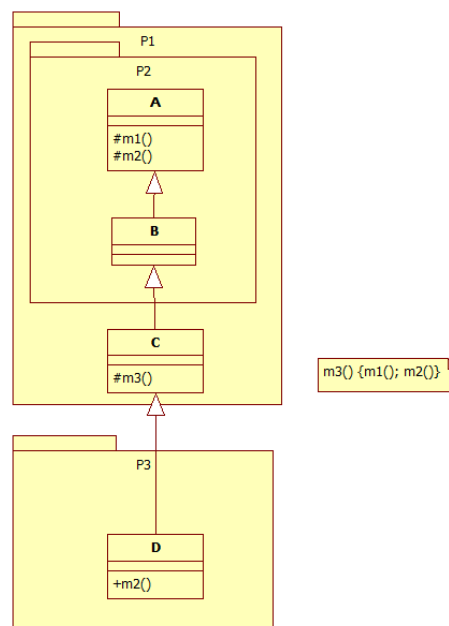 P1
P2
A
#m1()
#m2()
B
C
#m3()
m3() {m1(); m2()}
P3
D
+m2()